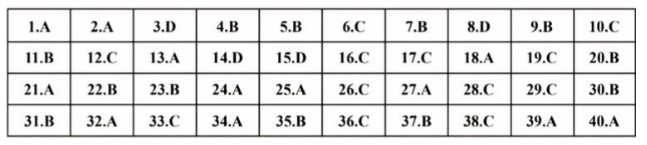 1.A 2.A 3.D 4.B 5.B 6.C 7.B 8.D 9.B 10.C
11.B 12.C 13.A 14.D 15.D 16.C 17.C 18.A 19.C 20.B
21.A 22.B 23.B 24.A 25.A 26.C 27.A 28.C 29.C 30.B
31.B 32.A 33.C 34.A 35.B 36.C 37.B 38.C 39.A 40.A